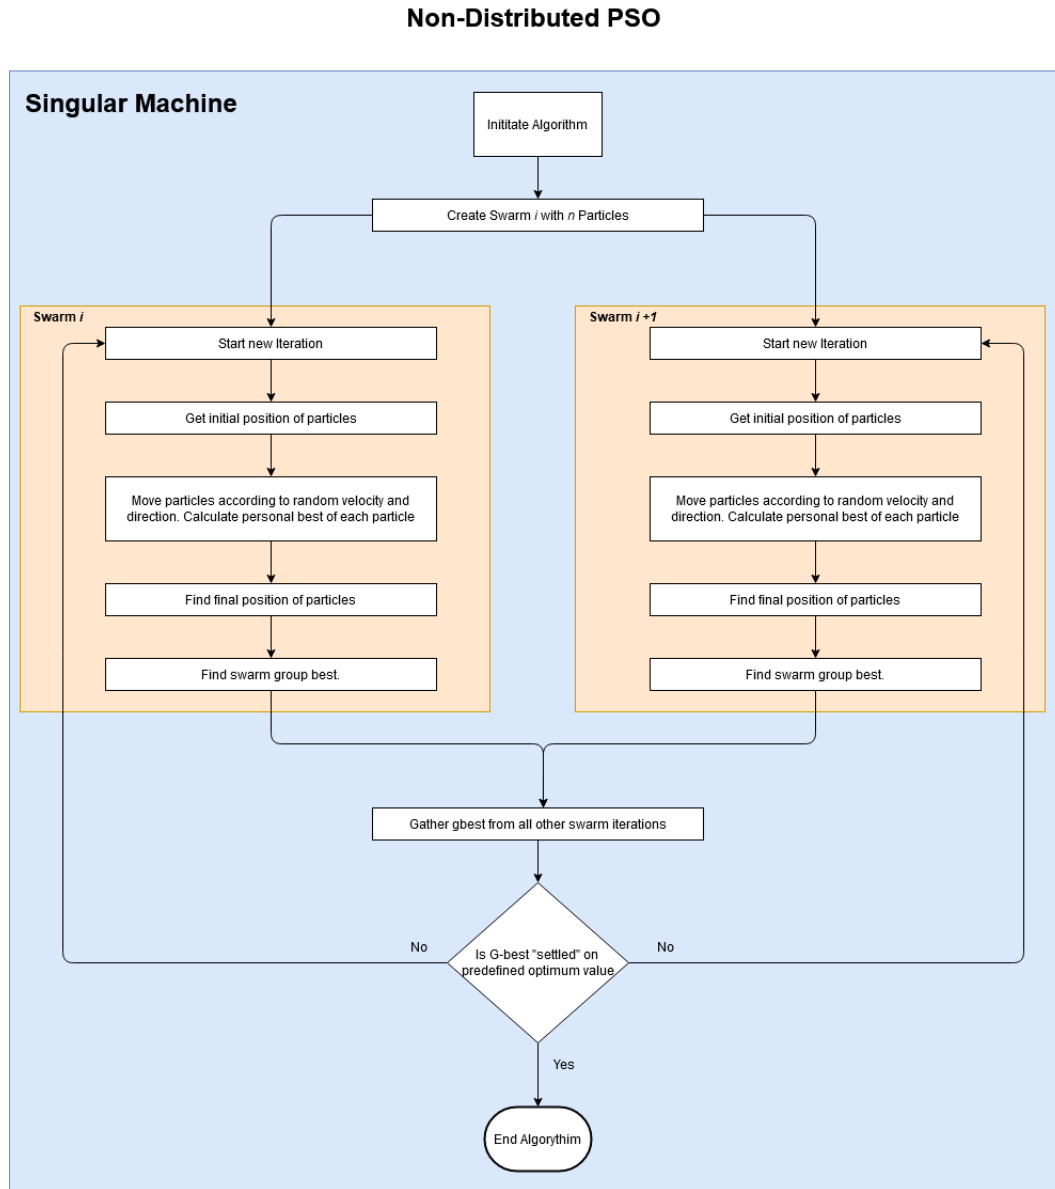 Non-Distributed PSO
Singular Machine
Inititate Algorithm
Create Swarm i with n Particles
Swarm i
Start new Iteration
Get initial position of particles
Move particles according to random velocity and
direction. Calculate personal best of each particle
Find final position of particles
Find swarm group best.
Swarm i +1
Start new Iteration
Get initial position of particles
Move particles according to random velocity and
direction. Calculate personal best of each particle
Find final position of particles
Find swarm group best.
Gather gbest from all other swarm iterations
No
Is G-best "settled" on
predefined optimum value
No
Yes
End Algorythim